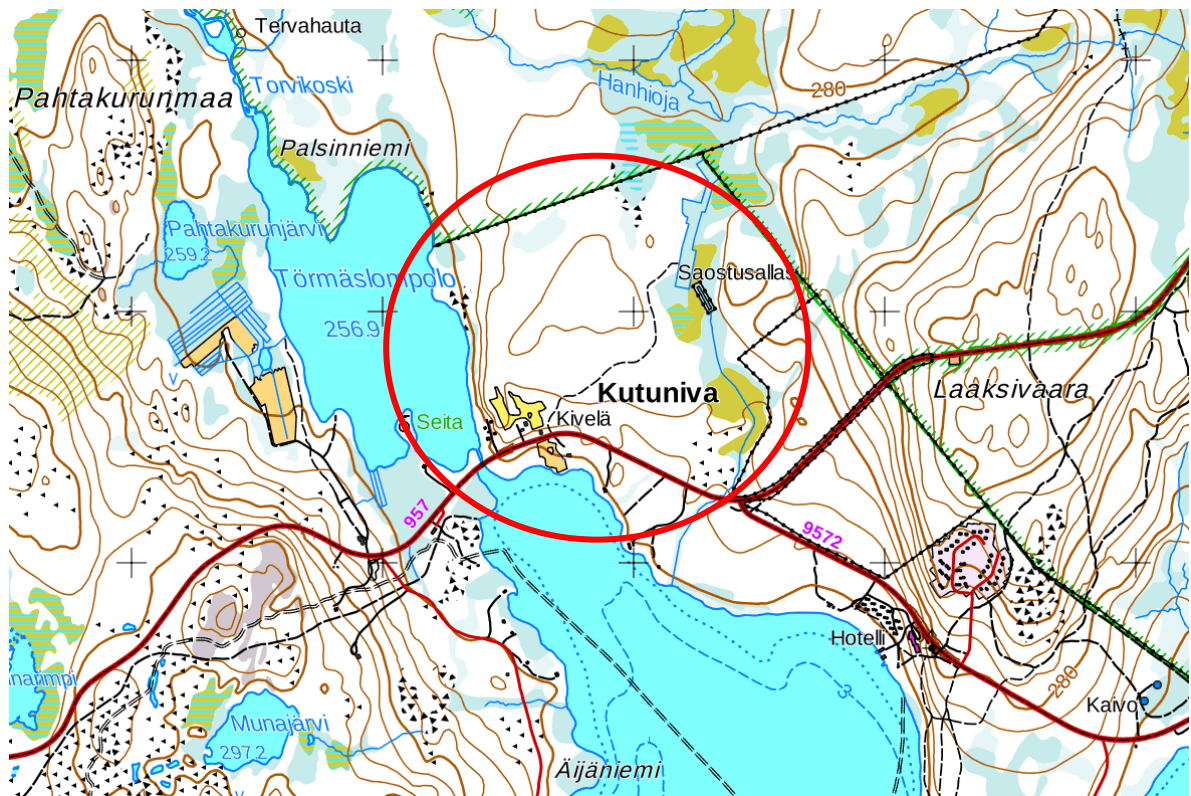 Tervahauta
Torvikoski
Hanhioja
280
Pahtakurunmaa
Palsinniemi
Pahtakurunjärvi
259.2
Törmäslompolo
Saostusallas
256.9
Laaksivaara
Kutuniva
Seita
Kivelä
957
9572
v
Hotelli
280
Kaivo
Munajärvi
297.2
Äijäniemi
3
v